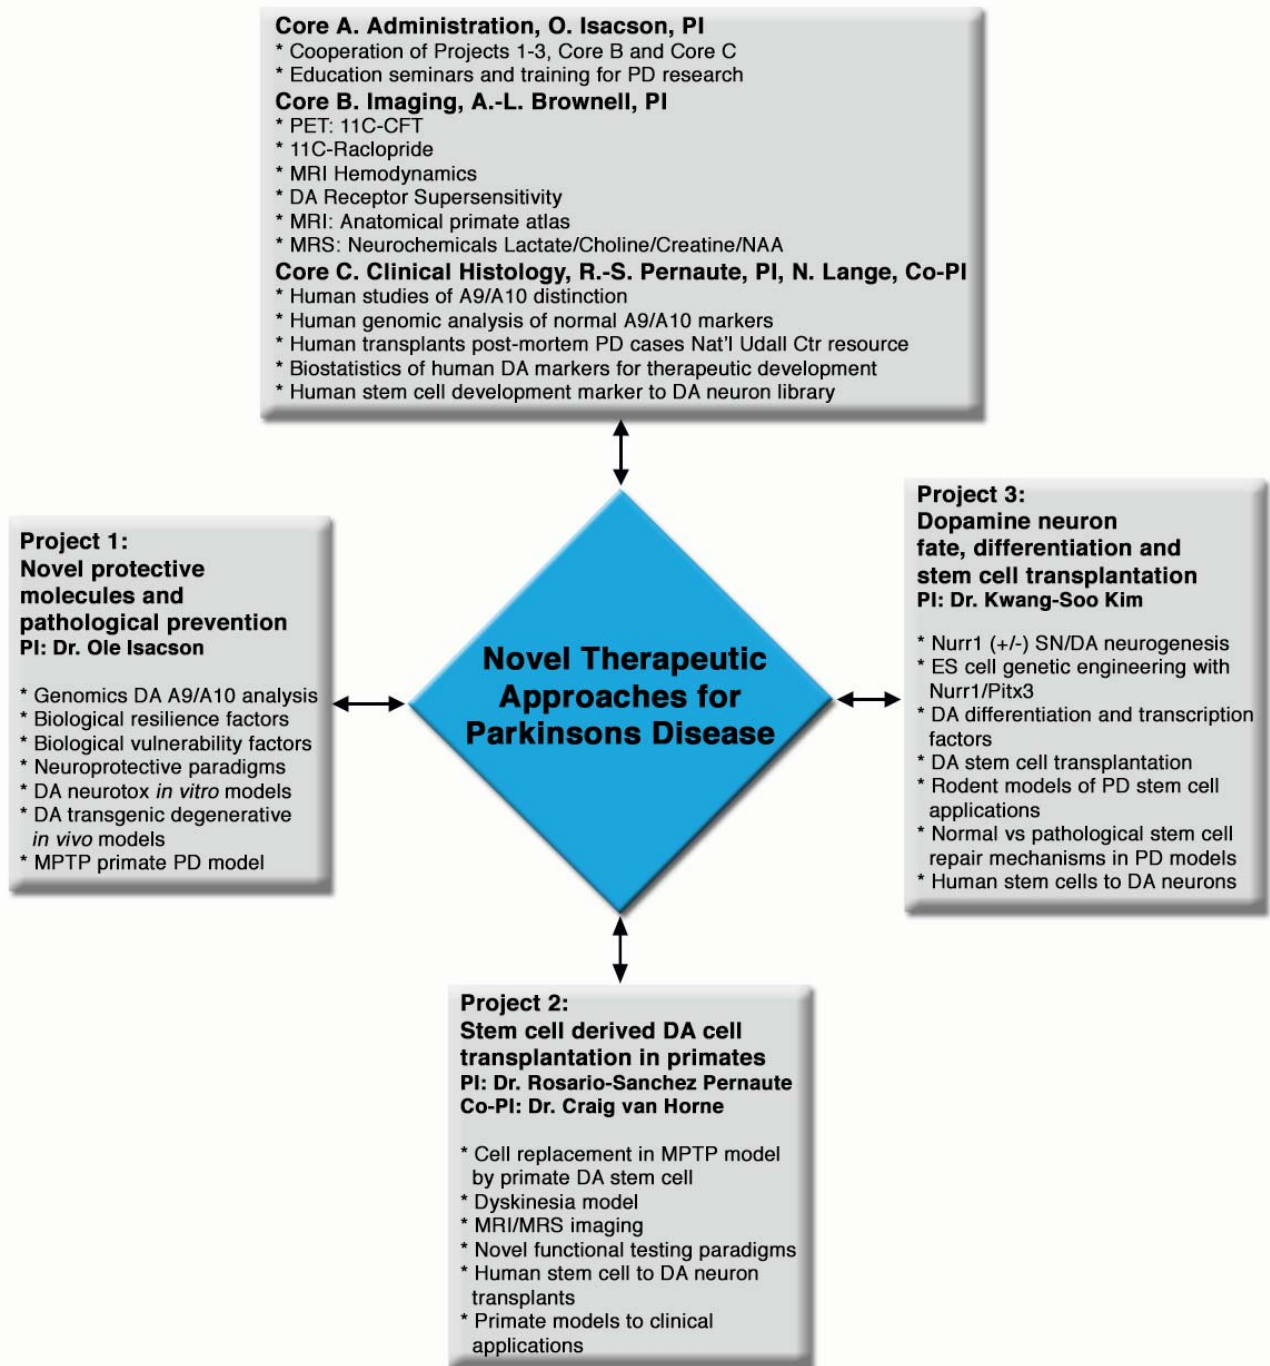 Core A. Administration, O. Isacson, PI
* Cooperation of Projects 1-3, Core B and Core C
* Education seminars and training for PD research
Core B. Imaging, A.-L. Brownell, PI
* PET: 11C-CFT
* 11C-Raclopride
* MRI Hemodynamics
* DA Receptor Supersensitivity
* MRI: Anatomical primate atlas
* MRS: Neurochemicals Lactate/Choline/Creatine/NAA
Core C. Clinical Histology, R.-S. Pernaute, PI, N. Lange, Co-PI
* Human studies of A9/A10 distinction
* Human genomic analysis of normal A9/A10 markers
* Human transplants post-mortem PD cases Nat'l Udall Ctr resource
* Biostatistics of human DA markers for therapeutic development
* Human stem cell development marker to DA neuron library
Project 1:
Novel protective
molecules and
pathological prevention
PI: Dr. Ole Isacson
* Genomics DA A9/A10 analysis
* Biological resilience factors
* Biological vulnerability factors
* Neuroprotective paradigms
* DA neurotox in vitro models
* DA transgenic degenerative
in vivo models
* MPTP primate PD model
Novel Therapeutic
Approaches for
Parkinsons Disease
Project 3:
Dopamine neuron
fate, differentiation and
stem cell transplantation
PI: Dr. Kwang-Soo Kim
* Nurr1 (+/-) SN/DA neurogenesis
* ES cell genetic engineering with
Nurr1/Pitx3
* DA differentiation and transcription
factors
* DA stem cell transplantation
* Rodent models of PD stem cell
applications
* Normal vs pathological stem cell
repair mechanisms in PD models
* Human stem cells to DA neurons
Project 2:
Stem cell derived DA cell
transplantation in primates
PI: Dr. Rosario-Sanchez Pernaute
Co-PI: Dr. Craig van Horne
* Cell replacement in MPTP model
by primate DA stem cell
* Dyskinesia model
* MRI/MRS imaging
* Novel functional testing paradigms
* Human stem cell to DA neuron
transplants
* Primate models to clinical
applications